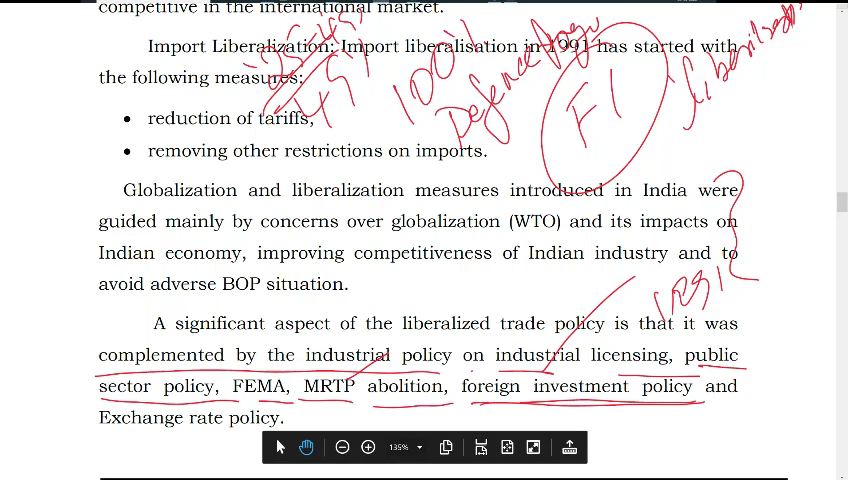 competitive in the international market.
Import Liberalization: Import liberalisation in 1991 has started with
the following measures:
• reduction of tariffs,
• removing other restrictions on imports.
Globalization and liberalization measures introduced in India were
guided mainly by concerns over globalization (WTO) and its impacts on
Indian economy, improving competitiveness of Indian industry and to
avoid adverse BOP situation.
A significant aspect of the liberalized trade policy is that it was
complemented by the industrial policy on industrial licensing, public
sector policy, FEMA, MRTP abolition, foreign investment policy and
Exchange rate policy.
100%
FI
135%